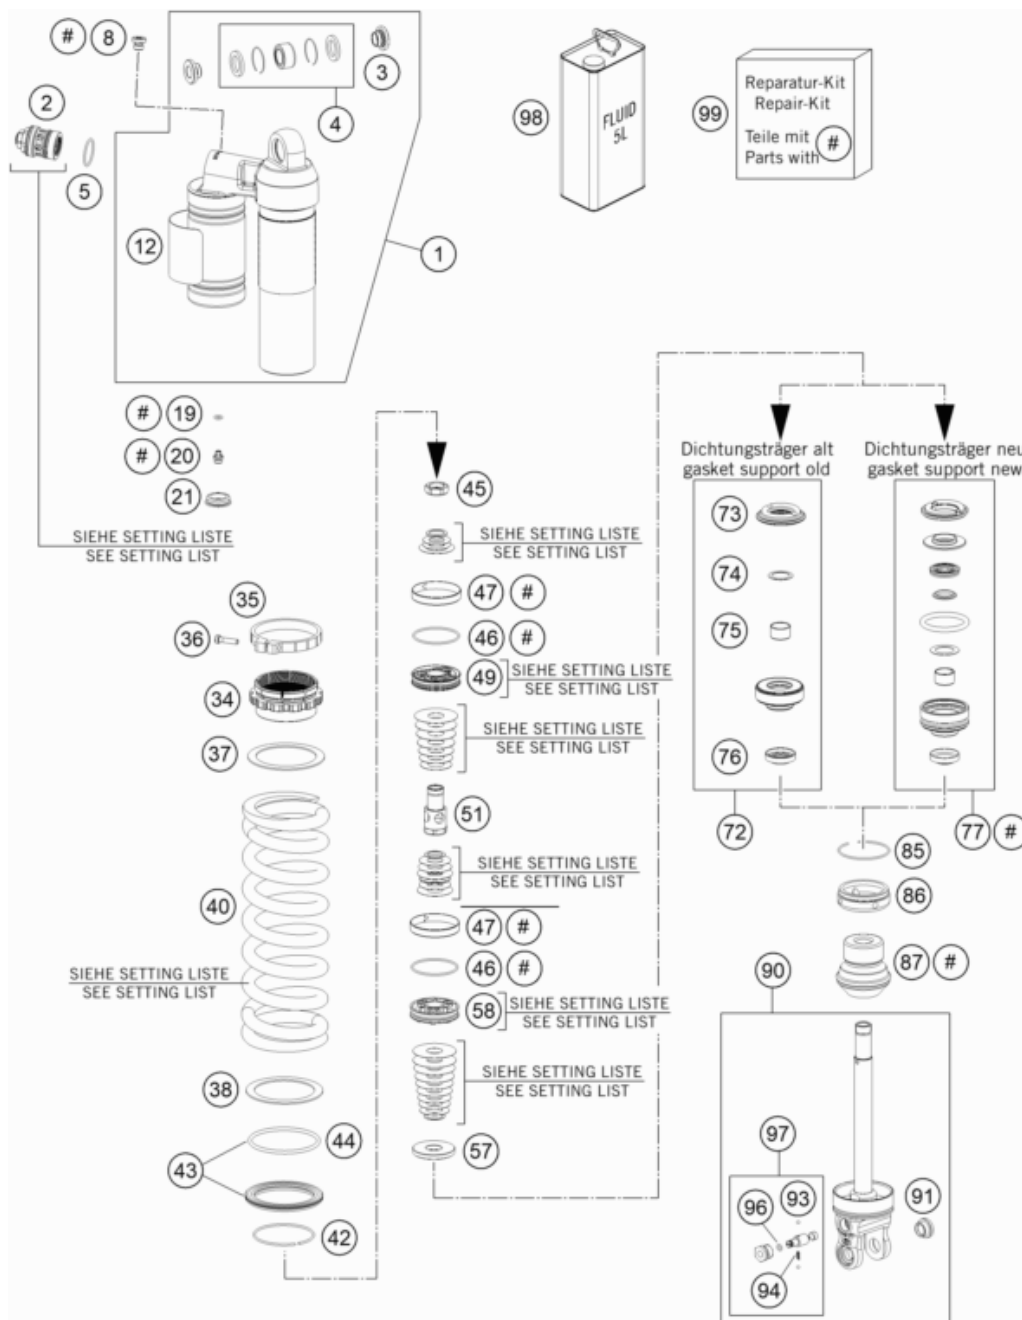 # 8
3
2
4
5
12
1
98
FLUID
5L
99
Reparatur-Kit
Repair-Kit
Teile mit
Parts with #
# 19
# 20
21
SIEHE SETTING LISTE
SEE SETTING LIST
35
36
34
37
40
SIEHE SETTING LISTE
SEE SETTING LIST
38
44
43
42
45
SIEHE SETTING LISTE
SEE SETTING LIST
47 #
46 #
49
SIEHE SETTING LISTE
SEE SETTING LIST
SIEHE SETTING LISTE
SEE SETTING LIST
51
SIEHE SETTING LISTE
SEE SETTING LIST
47 #
46 #
58
SIEHE SETTING LISTE
SEE SETTING LIST
SIEHE SETTING LISTE
SEE SETTING LIST
57
Dichtungsträger alt
gasket support old
Dichtungsträger neu
gasket support new
73
74
75
76
72
77 #
85
86
87 #
90
97
93
96
94
91